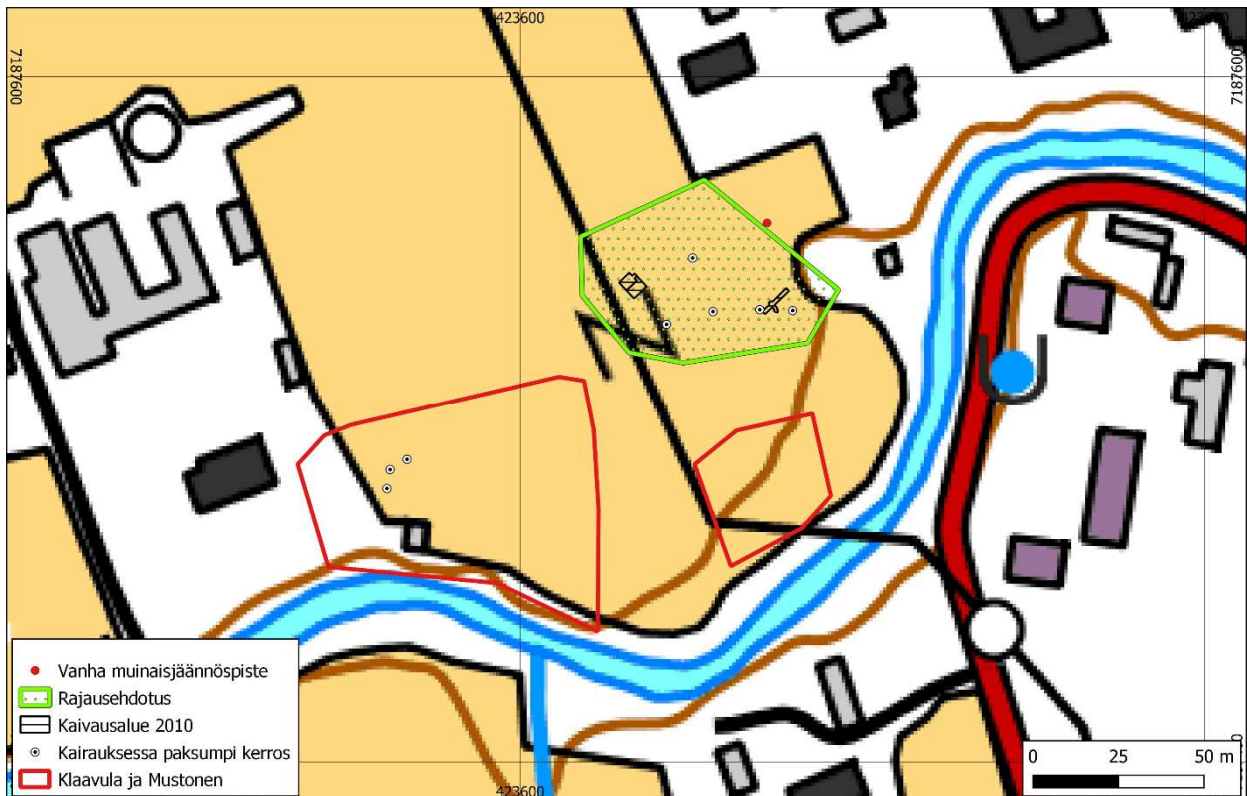 423600
7187600
7187600
Vanha muinaisjäännöspiste
Rajausehdotus
Kaivausalue 2010
Kairauksessa paksumpi kerros
Klaavula ja Mustonen
423600
0 25 50 m